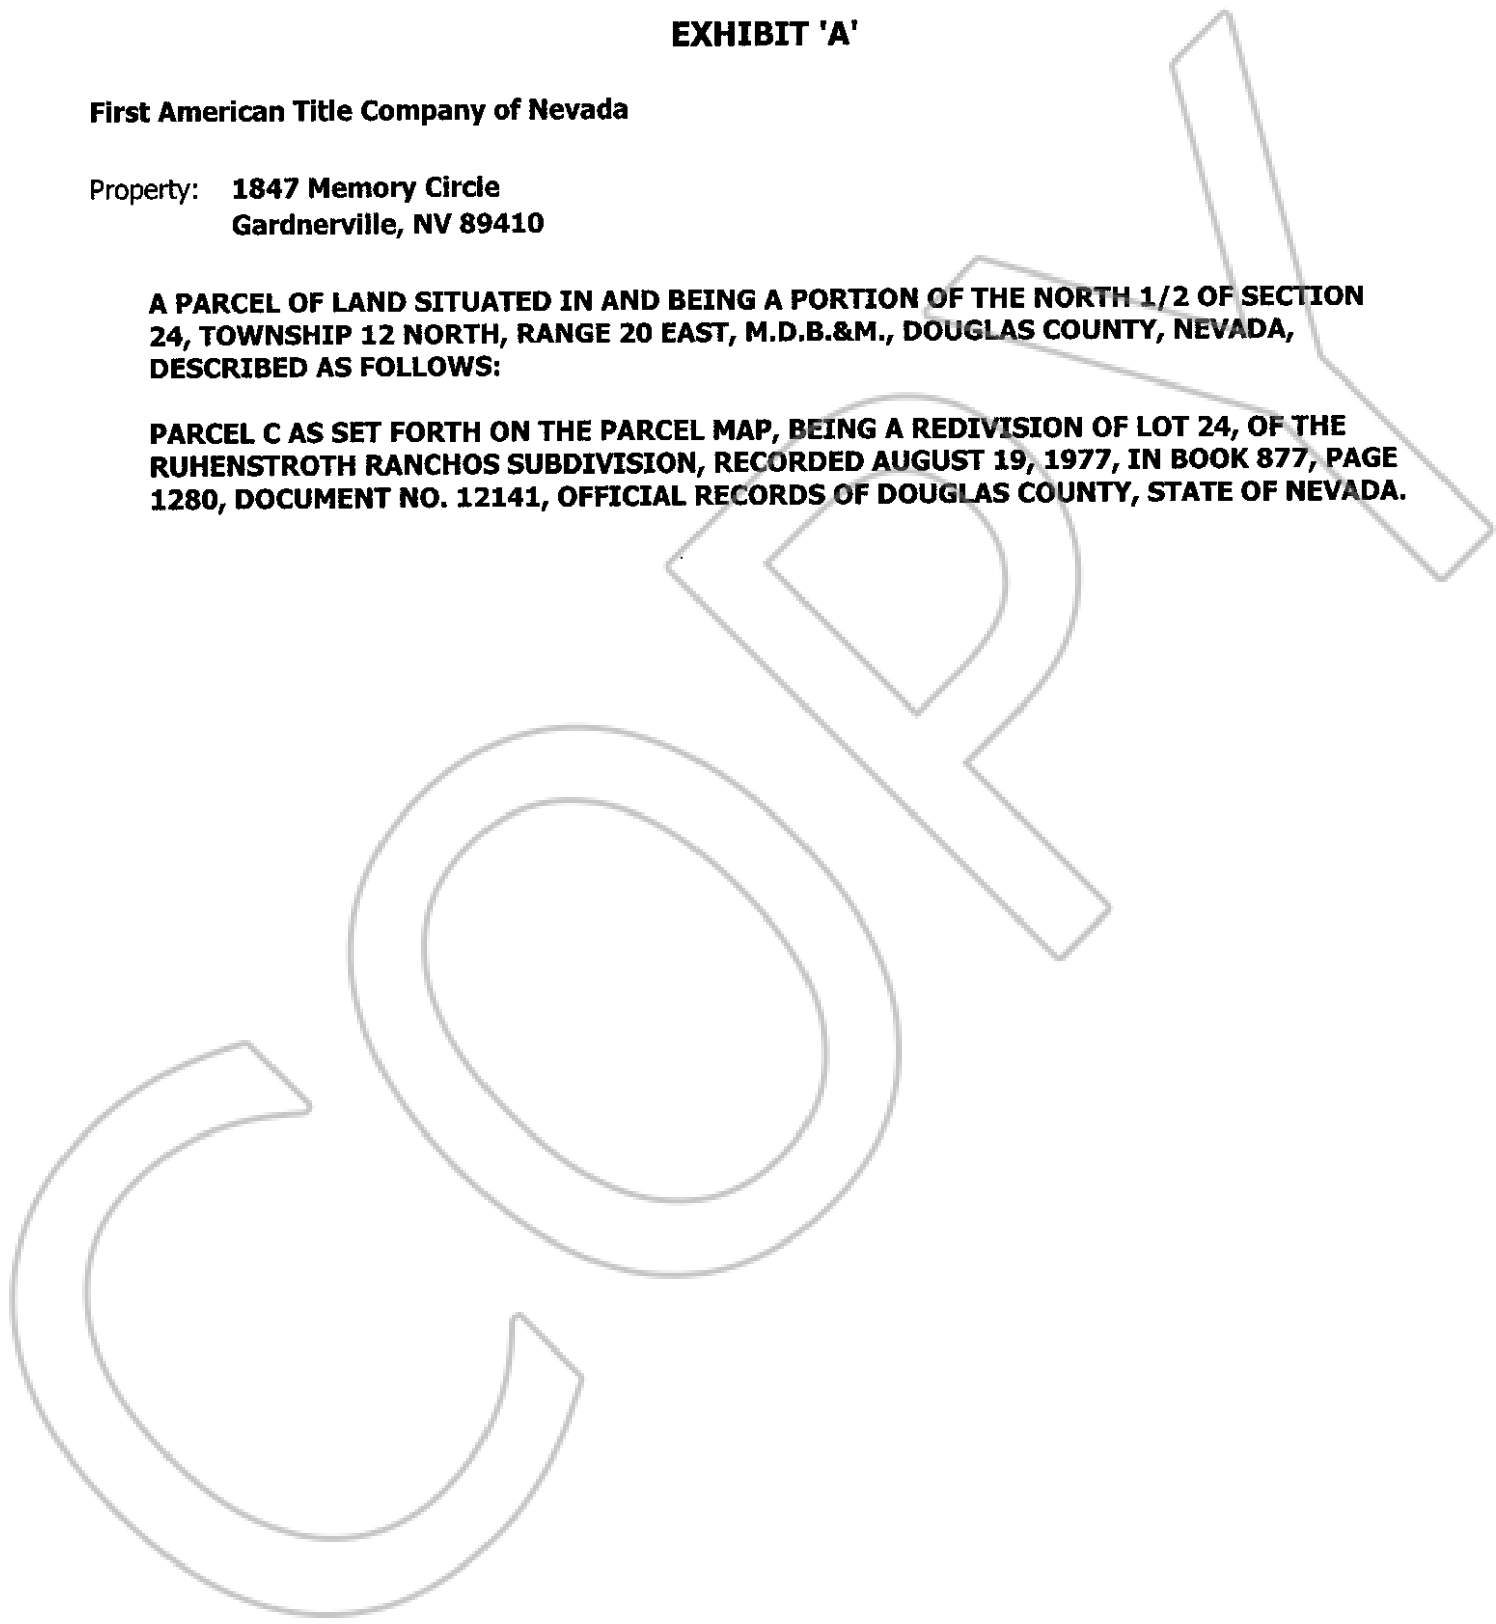 EXHIBIT 'A'
First American Title Company of Nevada
Property: 1847 Memory Circle
Gardnerville, NV 89410
A PARCEL OF LAND SITUATED IN AND BEING A PORTION OF THE NORTH 1/2 OF SECTION
24, TOWNSHIP 12 NORTH, RANGE 20 EAST, M.D.B.&M., DOUGLAS COUNTY, NEVADA,
DESCRIBED AS FOLLOWS:
PARCEL C AS SET FORTH ON THE PARCEL MAP, BEING A REDIVISION OF LOT 24, OF THE
RUHENSTROTH RANCHOS SUBDIVISION, RECORDED AUGUST 19, 1977, IN BOOK 877, PAGE
1280, DOCUMENT NO. 12141, OFFICIAL RECORDS OF DOUGLAS COUNTY, STATE OF NEVADA.
COPY